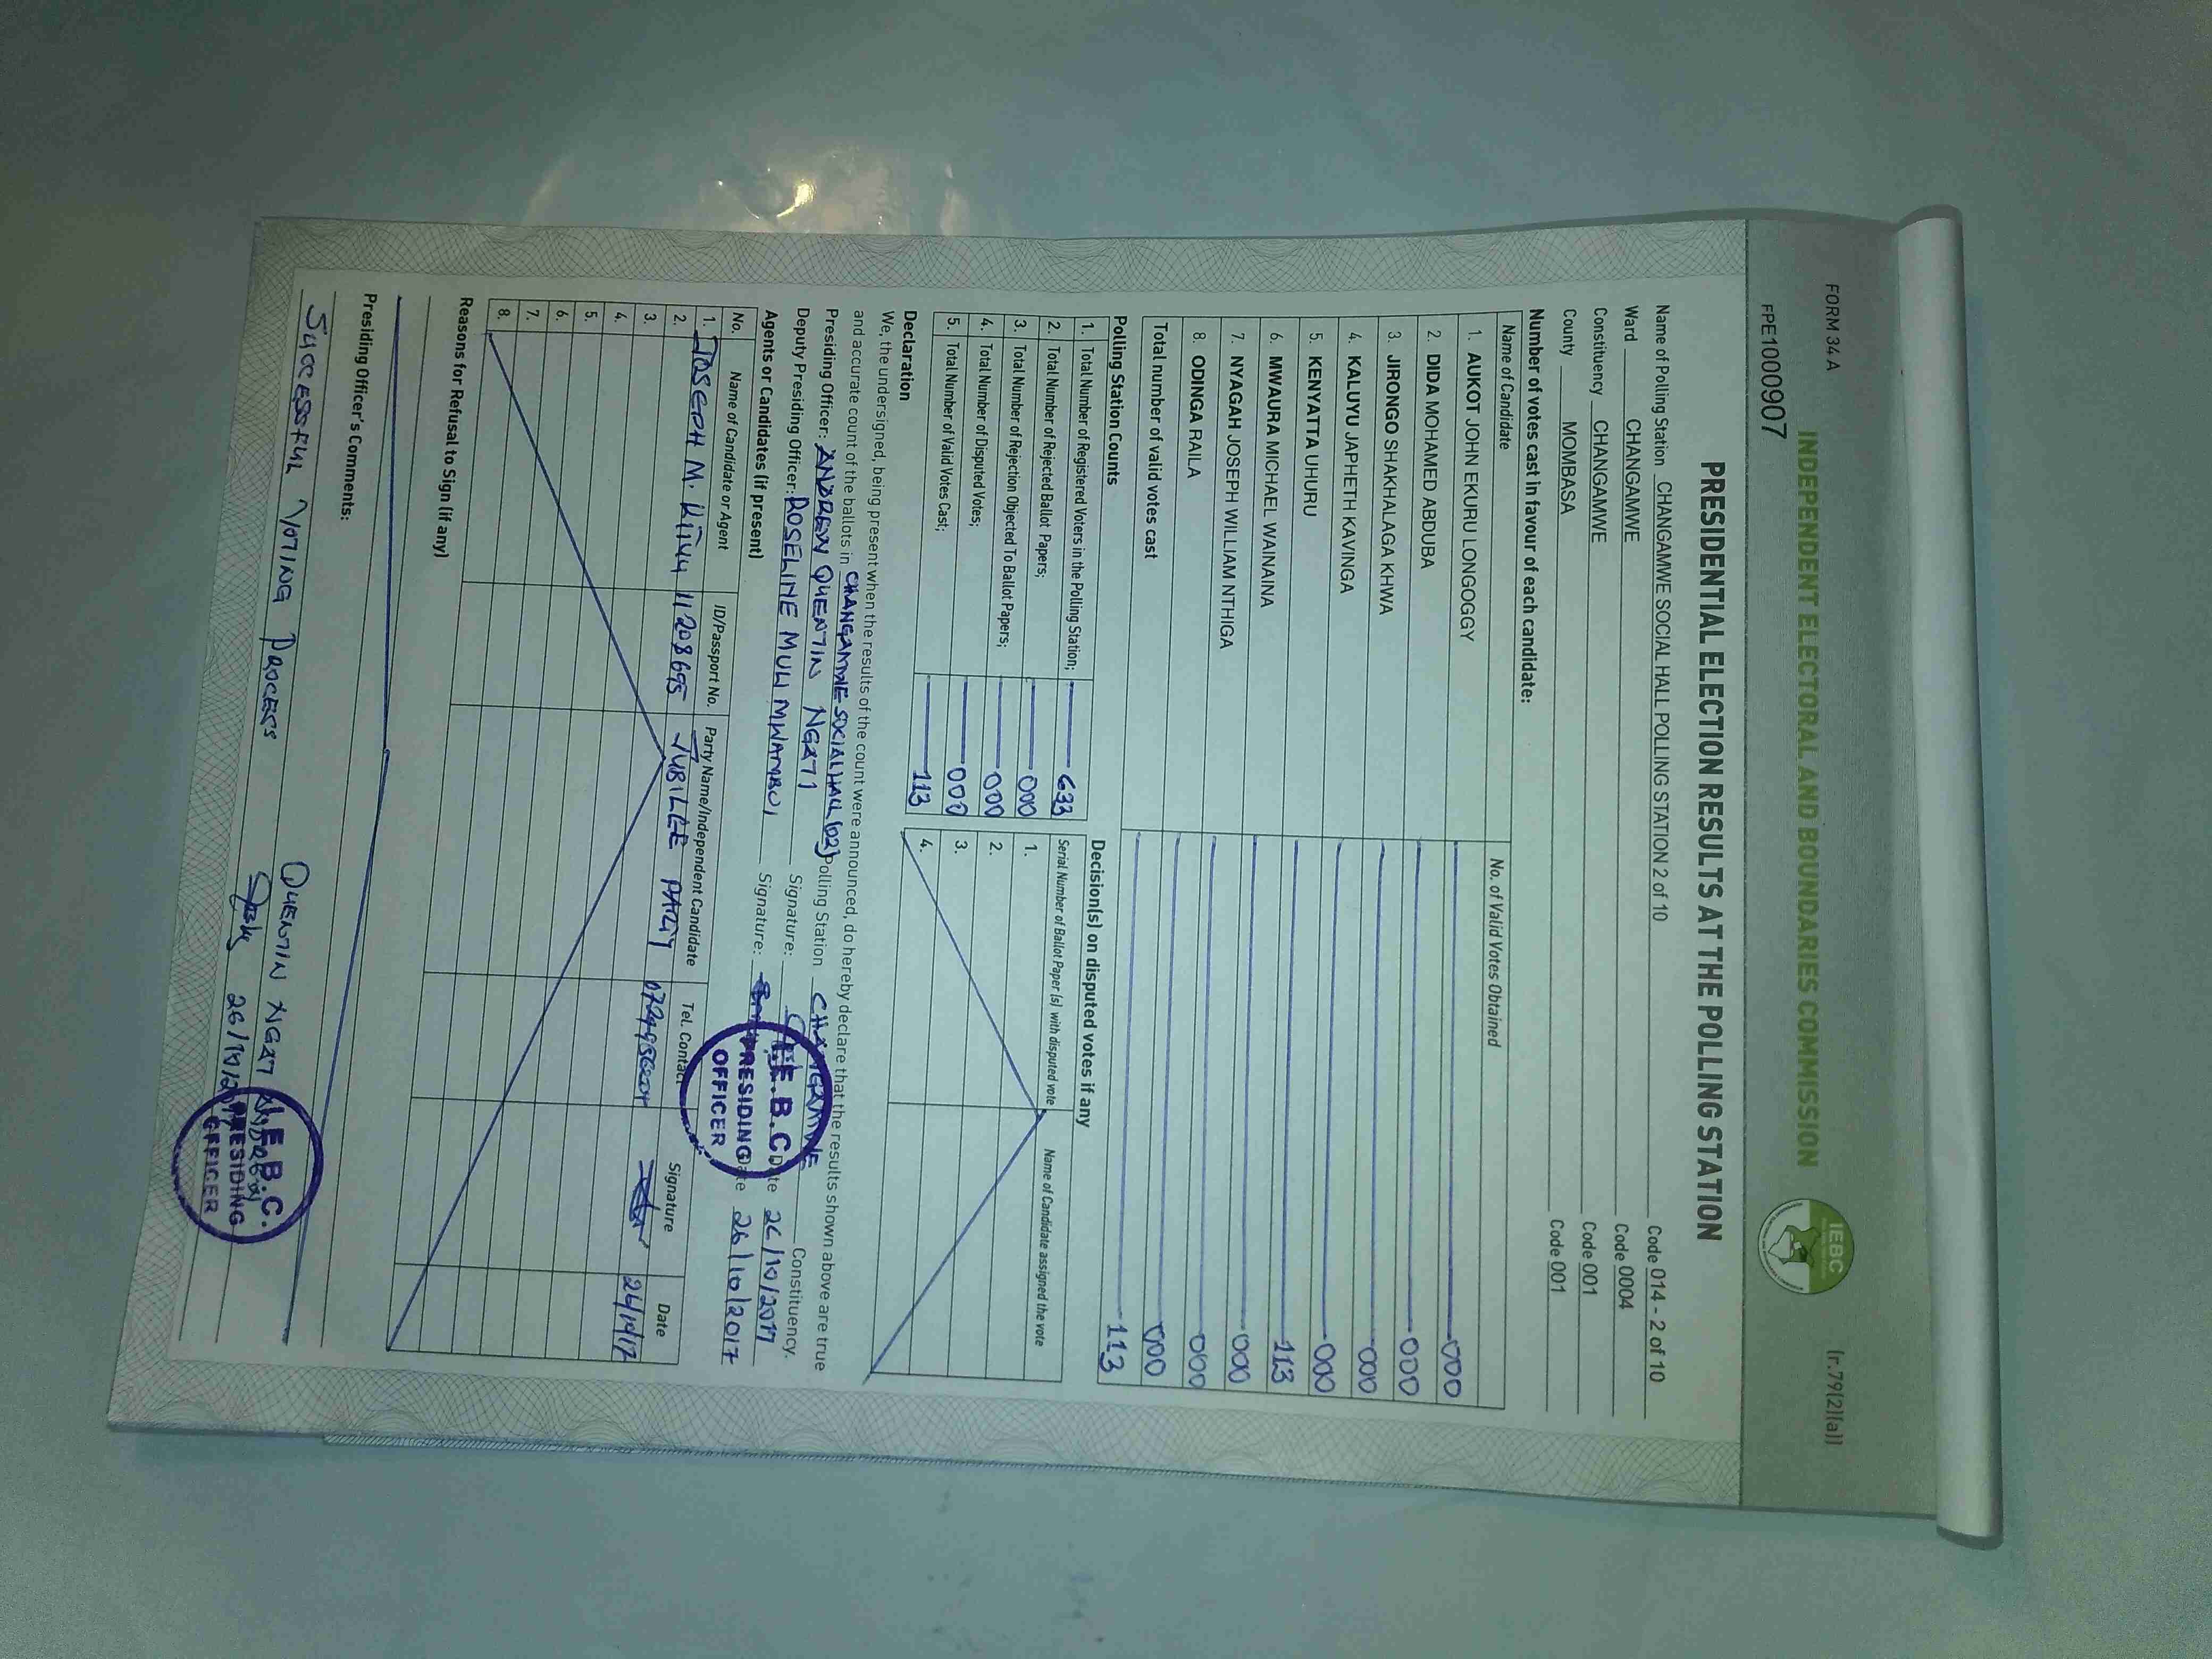 FORM 34 A
(r.79(2)(a))
INDEPENDENT ELECTORAL AND BOUNDARIES COMMISSION
IEBC
FPE1000907
PRESIDENTIAL ELECTION RESULTS AT THE POLLING STATION
Name of Polling Station CHANGAMWE SOCIAL HALL POLLING STATION 2 of 10 Code 014 - 2 of 10
Ward CHANGAMWE Code 0004
Constituency CHANGAMWE Code 001
County MOMBASA Code 001
Number of votes cast in favour of each candidate:
Name of Candidate No. of Valid Votes Obtained
1. AUKOT JOHN EKURU LONGOGGY 000
2. DIDA MOHAMED ABDUBA 000
3. JIRONGO SHAKHALAGA KHWA 000
4. KALUYU JAPHETH KAVINGA 000
5. KENYATTA UHURU 113
6. MWAURA MICHAEL WAINAINA 000
7. NYAGAH JOSEPH WILLIAM NTHIGA 000
8. ODINGA RAILA 000
Total number of valid votes cast 113
Polling Station Counts
1. Total Number of Registered Voters in the Polling Station; 633
2. Total Number of Rejected Ballot Papers; 000
3. Total Number of Rejection Objected To Ballot Papers; 000
4. Total Number of Disputed Votes; 000
5. Total Number of Valid Votes Cast; 113
Decision(s) on disputed votes if any
Serial Number of Ballot Paper (s) with disputed vote Name of Candidate assigned the vote
1.
2.
3.
4.
Declaration
We, the undersigned, being present when the results of the count were announced, do hereby declare that the results shown above are true
and accurate count of the ballots in CHANGAMWE SOCIAL HALL (02) Polling Station CHANGAMWE Constituency.
Presiding Officer: ANDREW QUENTIN NGATI Signature: Date 26/10/2017
Deputy Presiding Officer: ROSELINE MULI MWAMBUI Signature: Date 26/10/2017
I.E.B.C.
PRESIDING
OFFICER
Agents or Candidates (if present)
No. Name of Candidate or Agent ID/Passport No. Party Name/Independent Candidate Tel. Contact Signature Date
1. JOSEPH M. KITUU 11208695 JUBILEE PARTY 26/10/17
2.
3.
4.
5.
6.
7.
8.
Reasons for Refusal to Sign (if any)
Presiding Officer's Comments:
SUCCESSFUL VOTING PROCESS
QUENTIN NGATI
26/10/2017
I.E.B.C.
PRESIDING
OFFICER